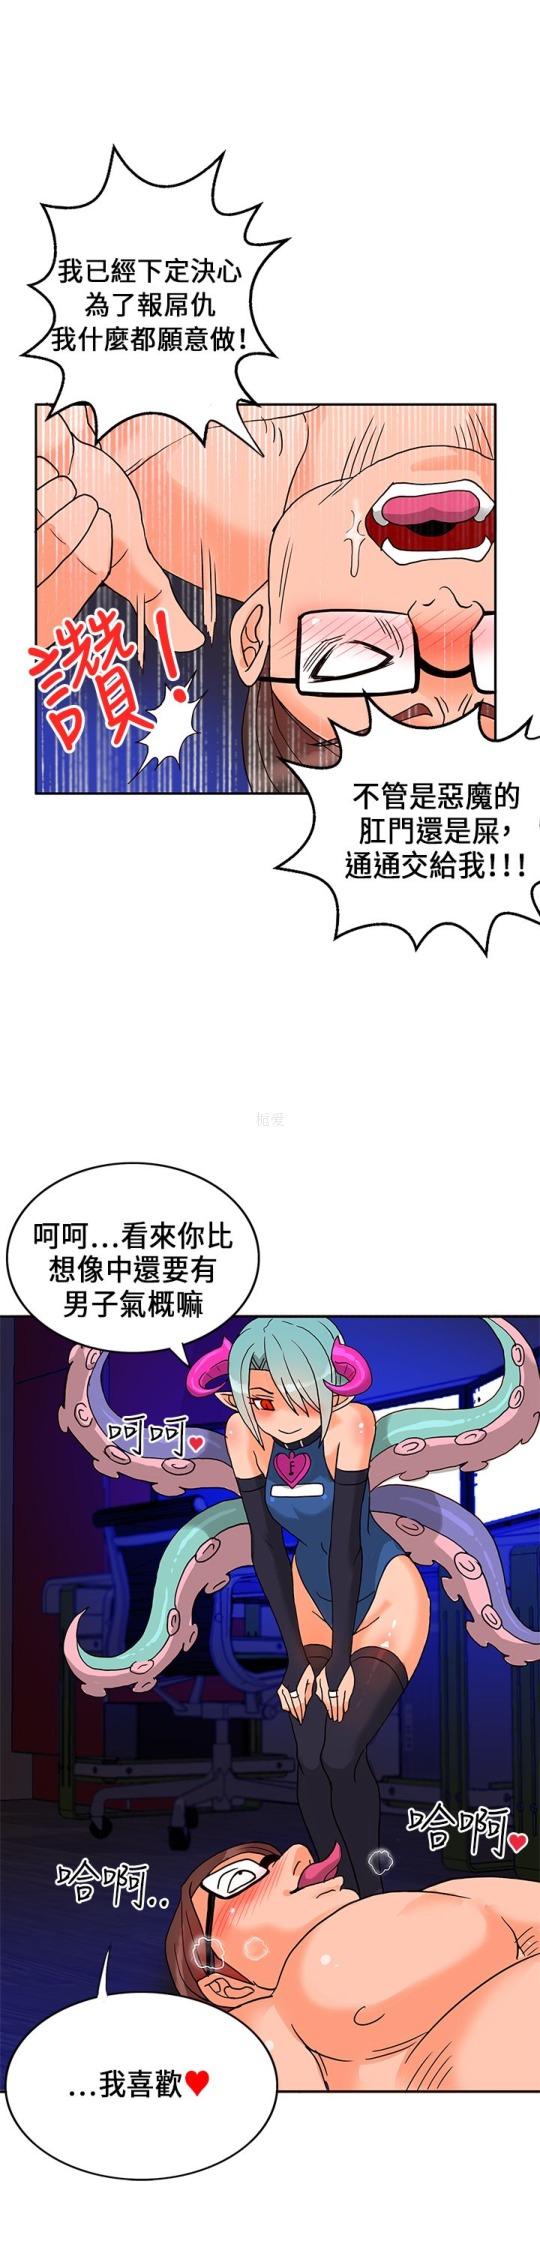 我已經下定決心
為了報屌仇
我什麼都願意做!
讚!
不管是惡魔的
肛門還是屎,
通通交給我!!!
栀爱
呵呵...看來你比
想像中還要有
男子氣概嘛
呵呵♥
哈啊♥
哈啊..
...我喜歡♥